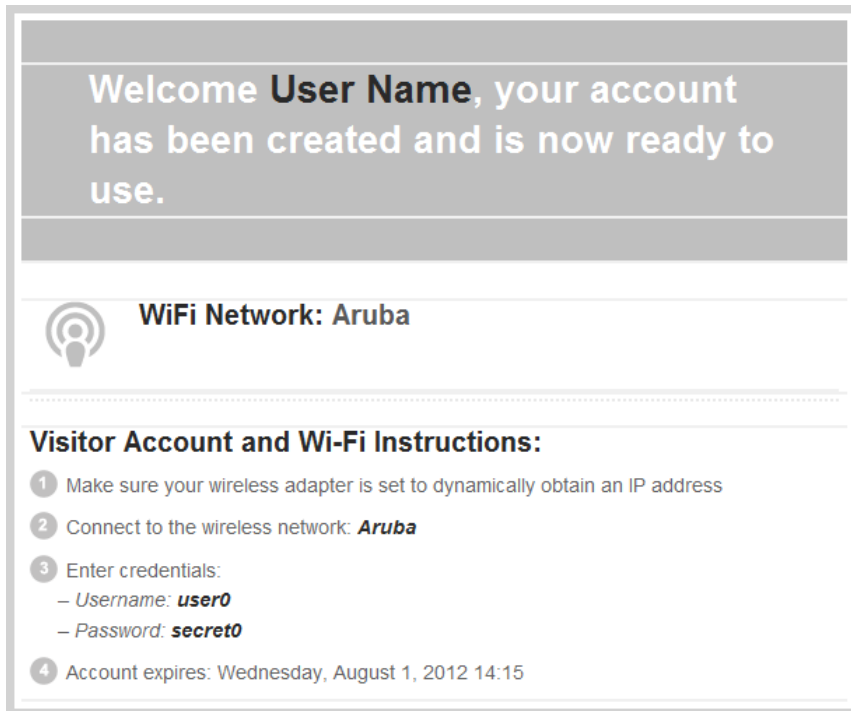 Welcome User Name, your account
has been created and is now ready to
use.
WiFi Network: Aruba
Visitor Account and Wi-Fi Instructions:
1 Make sure your wireless adapter is set to dynamically obtain an IP address
2 Connect to the wireless network: Aruba
3 Enter credentials:
– Username: user0
– Password: secret0
4 Account expires: Wednesday, August 1, 2012 14:15